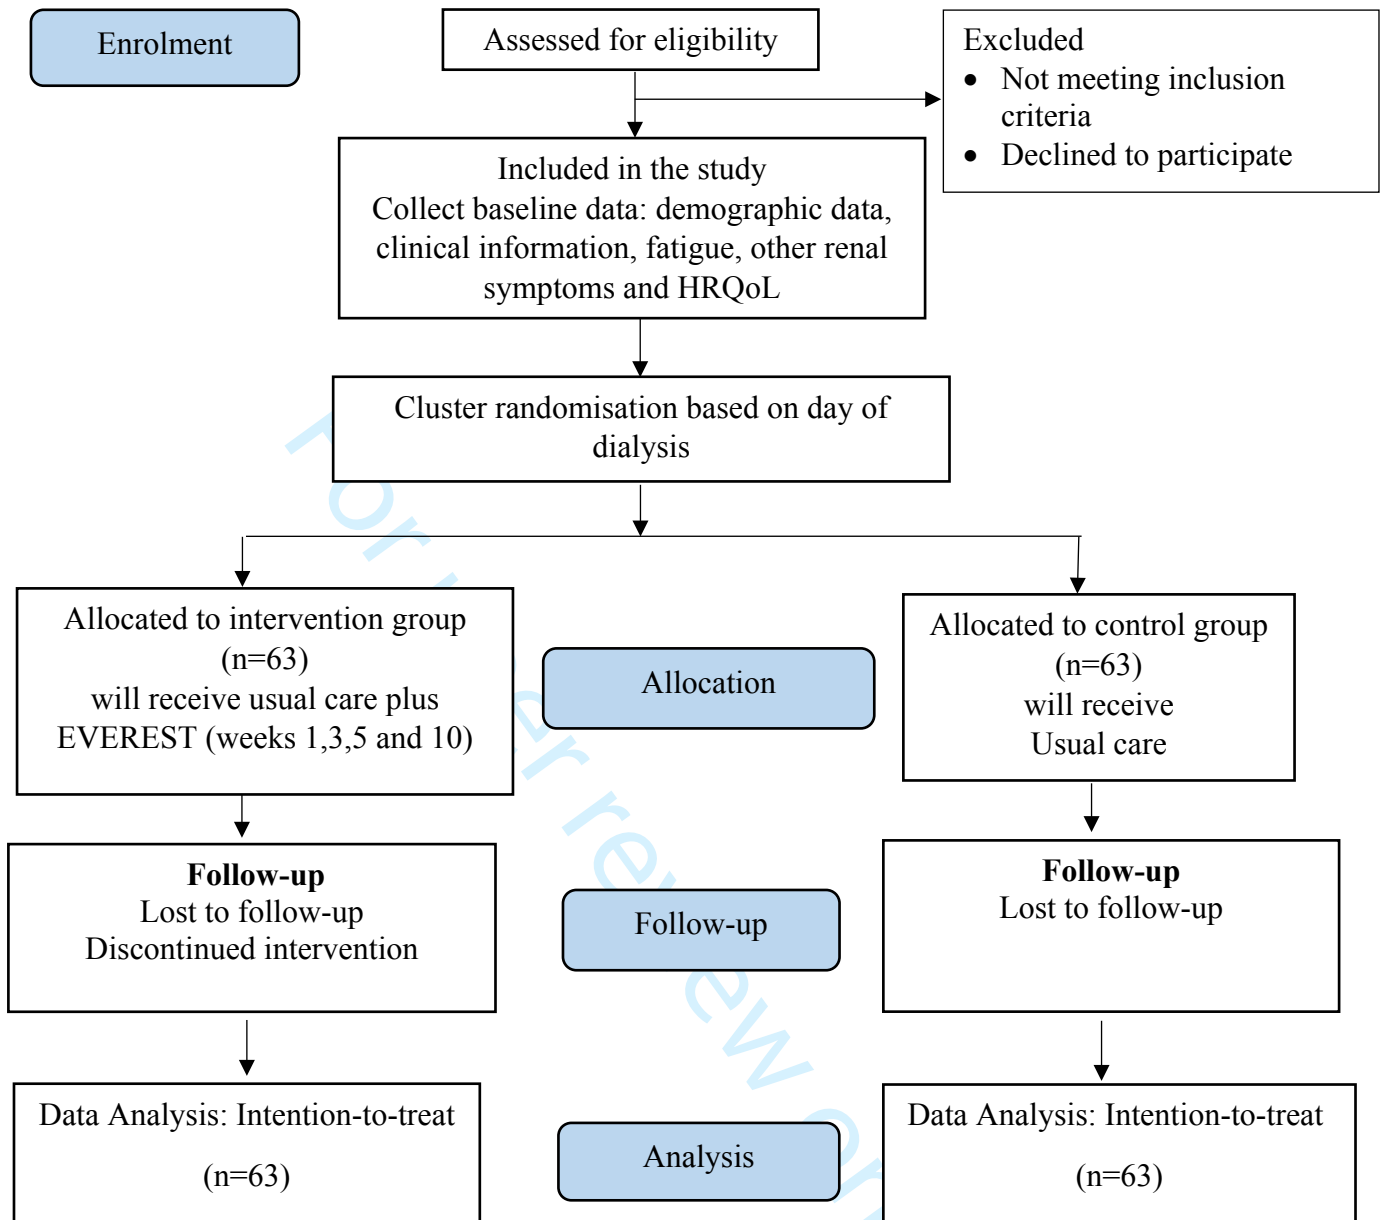 Enrolment
Assessed for eligibility
Excluded
• Not meeting inclusion
criteria
• Declined to participate
Included in the study
Collect baseline data: demographic data,
clinical information, fatigue, other renal
symptoms and HRQoL
Cluster randomisation based on day of
dialysis
Allocated to intervention group
(n=63)
will receive usual care plus
EVEREST (weeks 1,3,5 and 10)
Allocation
Allocated to control group
(n=63)
will receive
Usual care
Follow-up
Lost to follow-up
Discontinued intervention
Follow-up
Follow-up
Lost to follow-up
Data Analysis: Intention-to-treat
(n=63)
Analysis
Data Analysis: Intention-to-treat
(n=63)
For
review